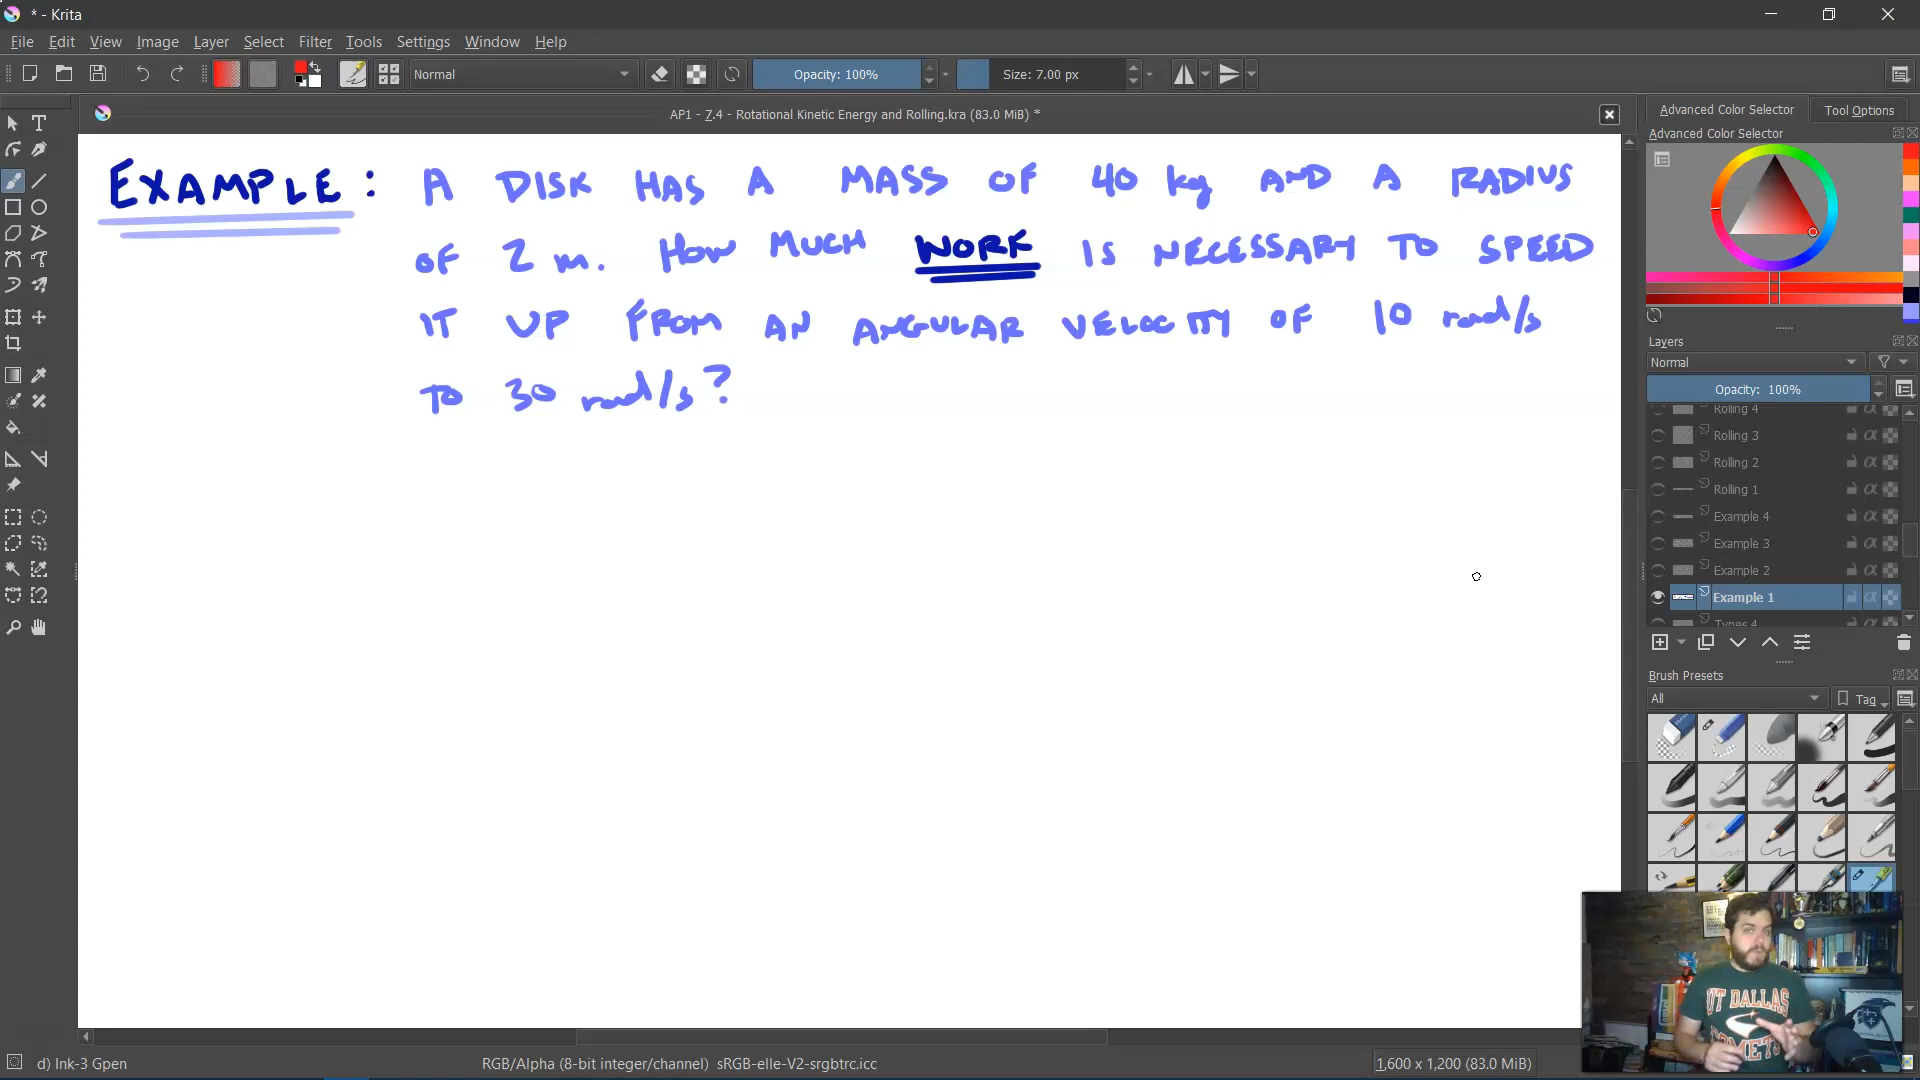 * - Krita
File Edit View Image Layer Select Filter Tools Settings Window Help
Normal Opacity: 100% Size: 7.00 px
AP1 - 7.4 - Rotational Kinetic Energy and Rolling.kra (83.0 MiB) *
EXAMPLE: A DISK HAS A MASS OF 40 kg AND A RADIUS
OF 2 m. HOW MUCH WORK IS NECESSARY TO SPEED
IT UP FROM AN ANGULAR VELOCITY OF 10 rad/s
TO 30 rad/s?
Advanced Color Selector Tool Options
Advanced Color Selector
Layers
Normal
Opacity: 100%
Rolling 4
Rolling 3
Rolling 2
Rolling 1
Example 4
Example 3
Example 2
Example 1
Types 4
Brush Presets
All Tag
UT DALLAS
COMETS
d) Ink-3 Gpen RGB/Alpha (8-bit integer/channel) sRGB-elle-V2-srgbtrc.icc 1,600 x 1,200 (83.0 MiB)